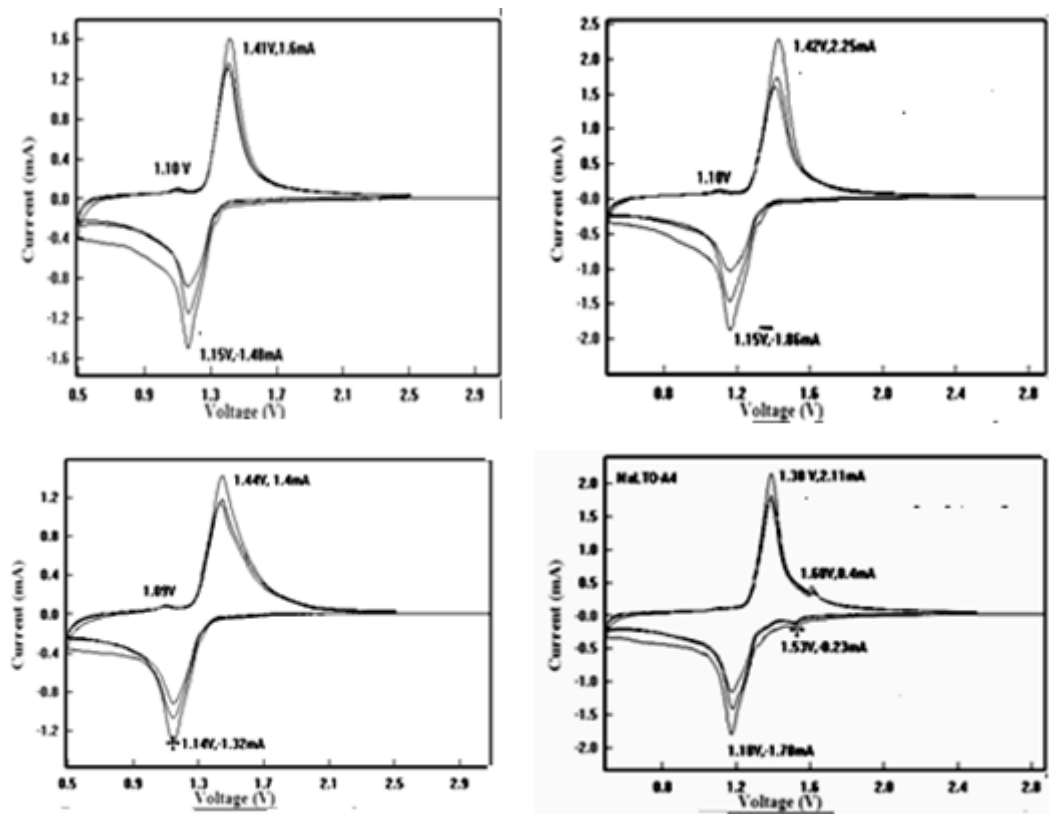 1.6
1.2
0.8
0.4
0.0
-0.4
-0.8
-1.2
-1.6
Current (mA)
1.41V,1.6mA
1.10 V
1.15V,-1.48mA
0.5 0.9 1.3 1.7 2.1 2.5 2.9
Voltage (V)
2.5
2.0
1.5
1.0
0.5
-0.0
-0.5
-1.0
-1.5
-2.0
Current (mA)
1.42V,2.25mA
1.10V
1.15V,-1.86mA
1.2 1.6 2.0 2.4 2.8
Voltage (V)
1.2
0.8
0.4
0.0
-0.4
-0.8
-1.2
Current (mA)
1.44V, 1.4mA
1.09V
1.14V,-1.32mA
0.5 0.9 1.3 1.7 2.1 2.5 2.9
Voltage (V)
2.0
1.5
1.0
0.5
0.0
-0.5
-1.0
-1.5
-2.0
Current (mA)
NaLTO-A4
1.38 V,2.11mA
1.60V,0.4mA
1.53V,-0.23mA
1.18V,-1.78mA
1.2 1.6 2.0 2.4 2.8
Voltage (V)